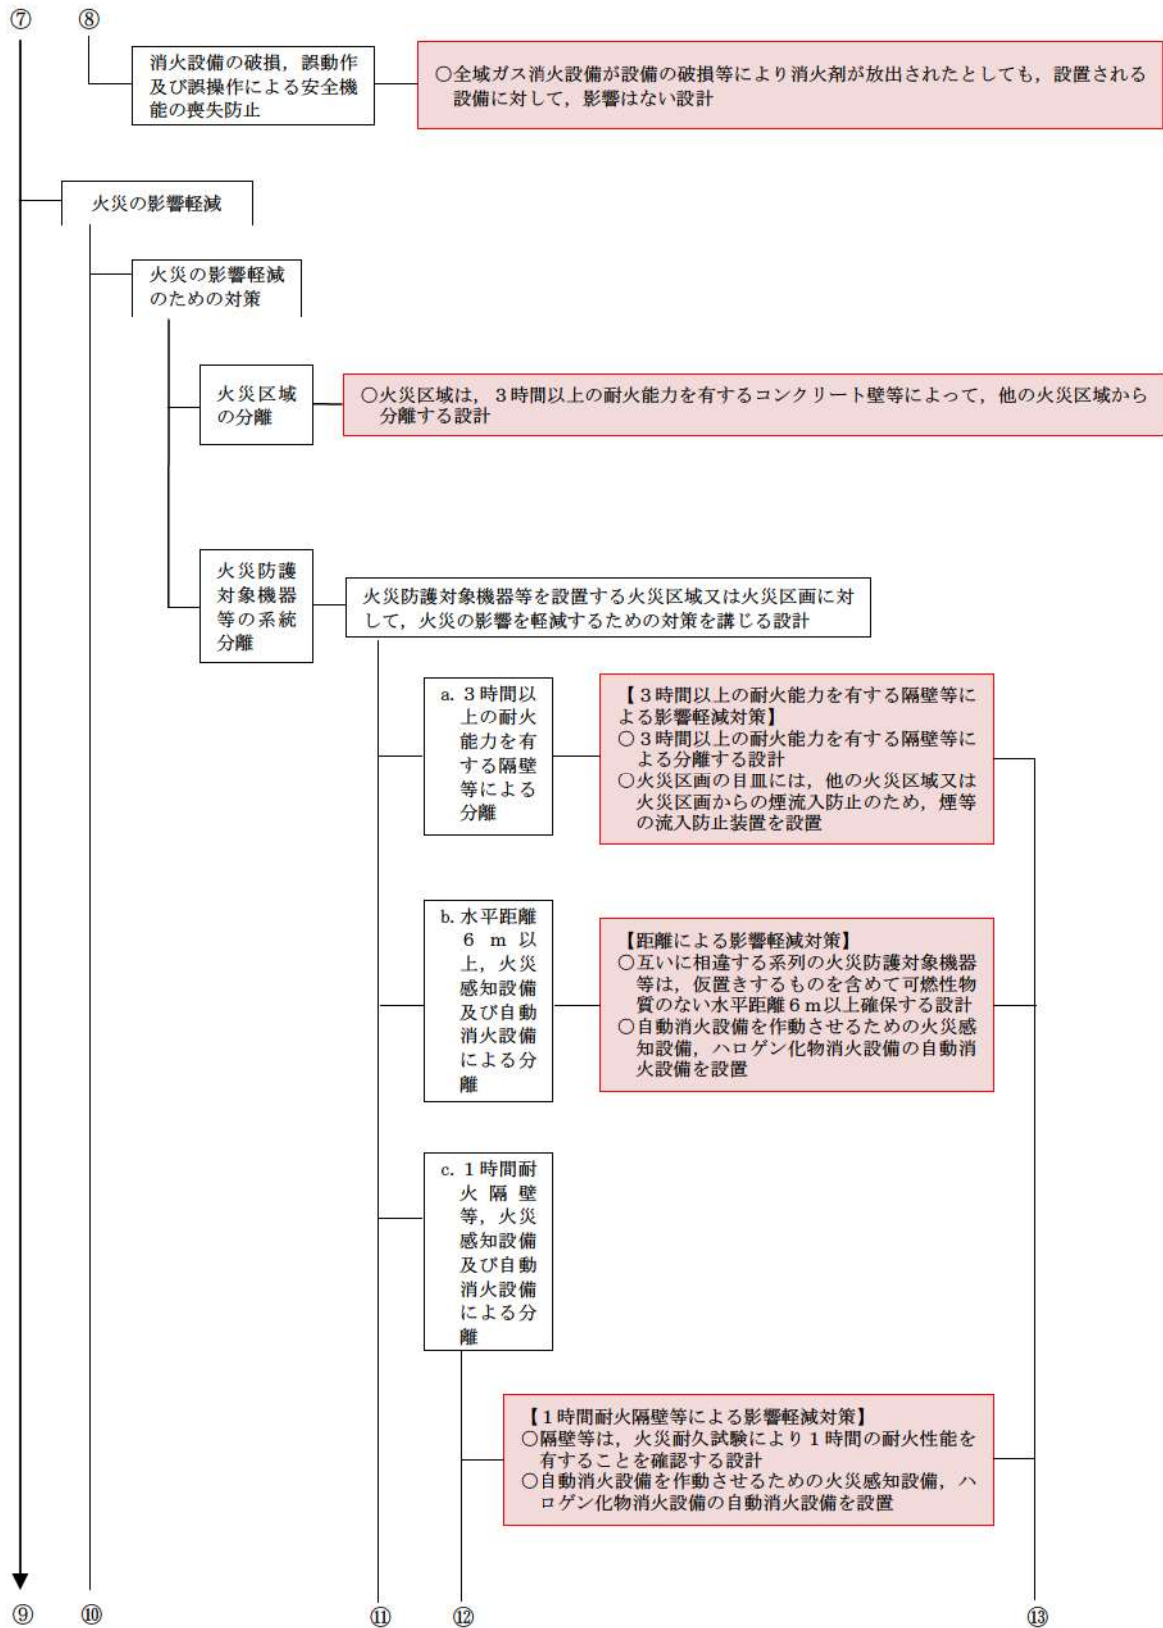 ⑦ ⑧
消火設備の破損，誤動作
及び誤操作による安全機
能の喪失防止
○全域ガス消火設備が設備の破損等により消火剤が放出されたとしても，設置される
設備に対して，影響はない設計
火災の影響軽減
火災の影響軽減
のための対策
火災区域
の分離
○火災区域は，３時間以上の耐火能力を有するコンクリート壁等によって，他の火災区域から
分離する設計
火災防護
対象機器
等の系統
分離
火災防護対象機器等を設置する火災区域又は火災区画に対
して，火災の影響を軽減するための対策を講じる設計
a. ３時間以
上の耐火
能力を有
する隔壁
等による
分離
【３時間以上の耐火能力を有する隔壁等に
よる影響軽減対策】
○３時間以上の耐火能力を有する隔壁等に
よる分離する設計
○火災区画の目皿には，他の火災区域又は
火災区画からの煙流入防止のため，煙等
の流入防止装置を設置
b. 水平距離
６ ｍ 以
上，火災
感知設備
及び自動
消火設備
による分
離
【距離による影響軽減対策】
○互いに相違する系列の火災防護対象機器
等は，仮置きするものを含めて可燃性物
質のない水平距離６ｍ以上確保する設計
○自動消火設備を作動させるための火災感
知設備，ハロゲン化物消火設備の自動消
火設備を設置
c. １時間耐
火 隔 壁
等，火災
感知設備
及び自動
消火設備
による分
離
【１時間耐火隔壁等による影響軽減対策】
○隔壁等は，火災耐久試験により１時間の耐火性能を
有することを確認する設計
○自動消火設備を作動させるための火災感知設備，ハ
ロゲン化物消火設備の自動消火設備を設置
⑨ ⑩ ⑪ ⑫ ⑬